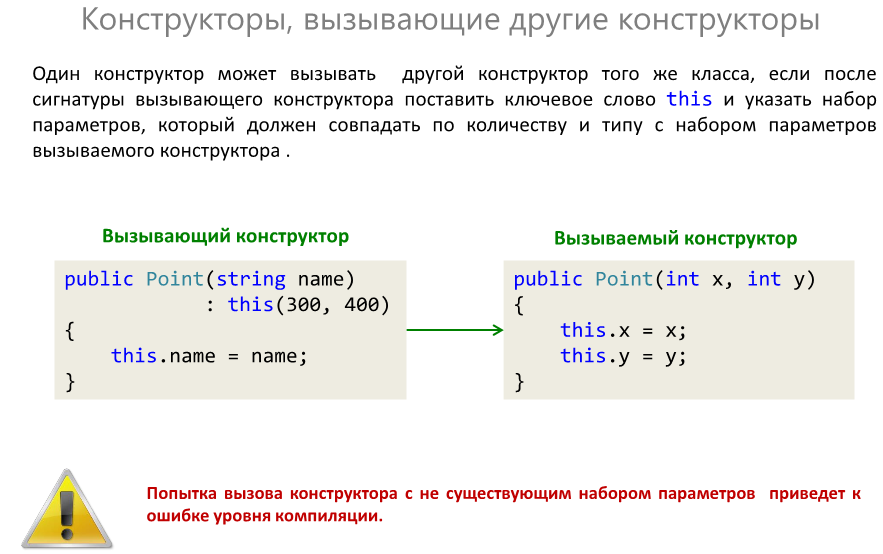 Конструкторы, вызывающие другие конструкторы
Один конструктор может вызывать другой конструктор того же класса, если после
сигнатуры вызывающего конструктора поставить ключевое слово this и указать набор
параметров, который должен совпадать по количеству и типу с набором параметров
вызываемого конструктора .
Вызывающий конструктор
public Point(string name)
: this(300, 400)
{
this.name = name;
}
Вызываемый конструктор
public Point(int x, int y)
{
this.x = x;
this.y = y;
}
Попытка вызова конструктора с не существующим набором параметров приведет к
ошибке уровня компиляции.